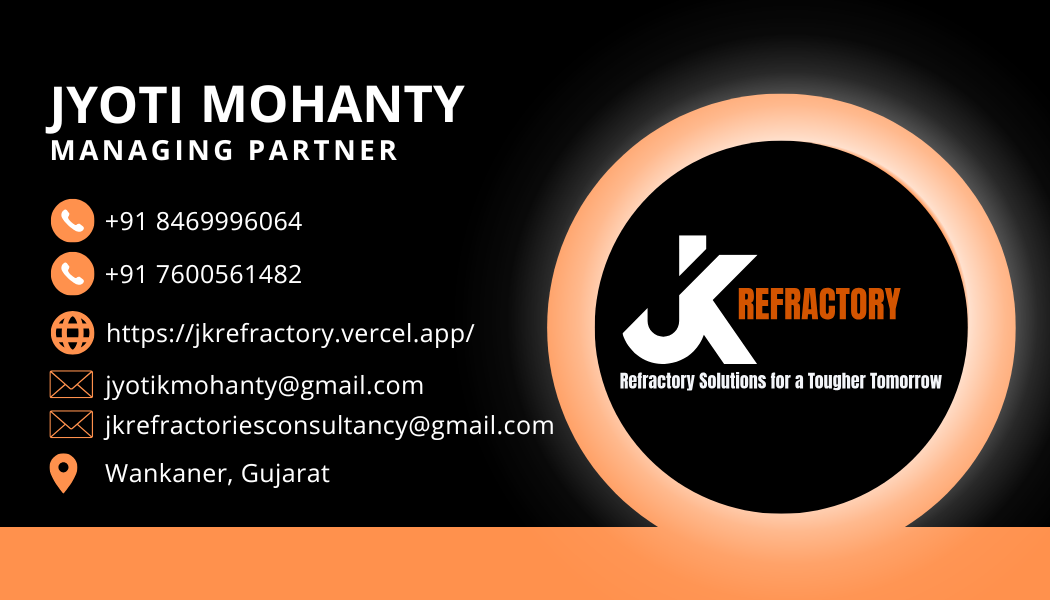 JYOTI MOHANTY
MANAGING PARTNER
+91 8469996064
+91 7600561482
https://jkrefractory.vercel.app/
jyotikmohanty@gmail.com
jkrefractoriesconsultancy@gmail.com
Wankaner, Gujarat
JK REFRACTORY
Refractory Solutions for a Tougher Tomorrow